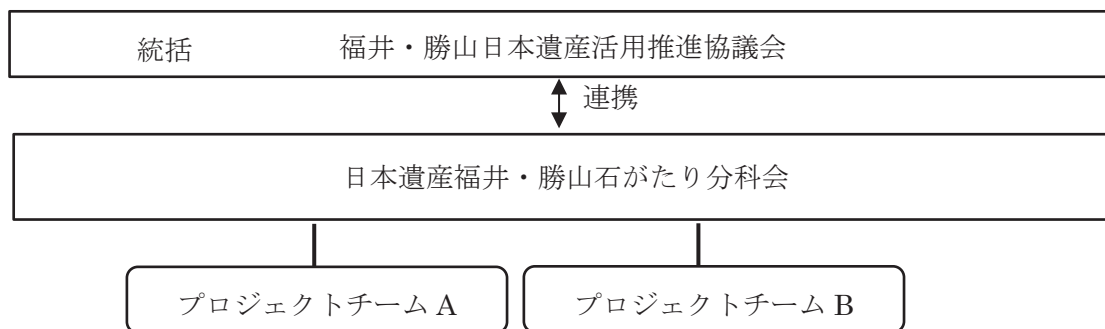 統括 福井・勝山日本遺産活用推進協議会
連携
日本遺産福井・勝山石がたり分科会
プロジェクトチーム A
プロジェクトチーム B